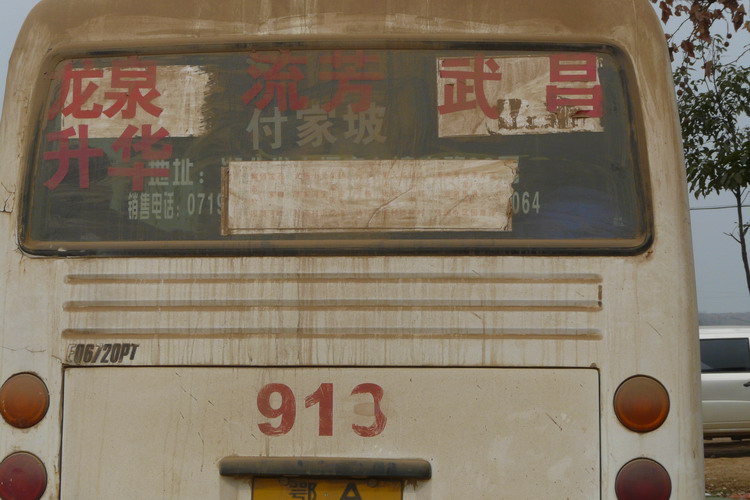 龙泉 流芳 武昌
升华 付家坡
地址：
销售电话：0719 064
E06/20PT
913
鄂 A